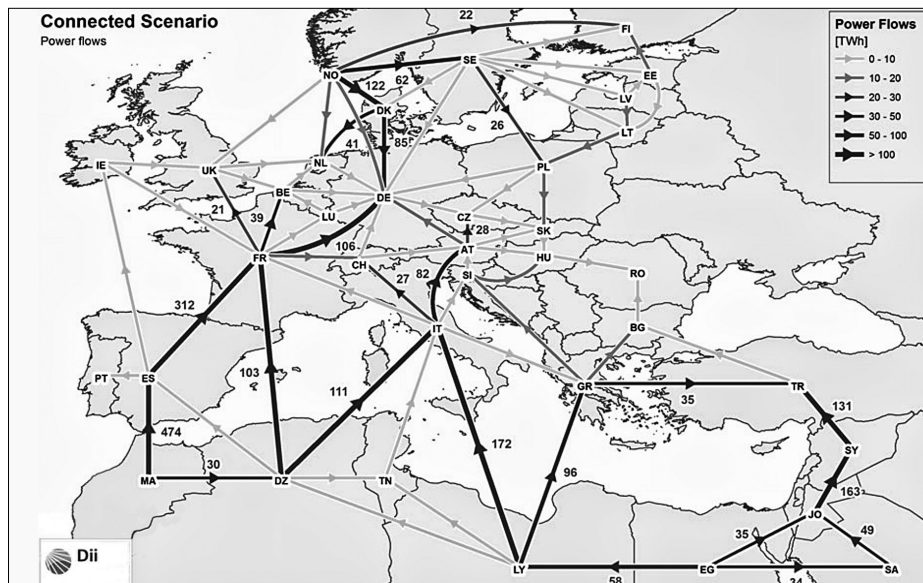 Connected Scenario
Power flows
Power Flows
[TWh]
0 - 10
10 - 20
20 - 30
30 - 50
50 - 100
> 100
22
FI
NO
62
SE
EE
122
LV
DK
26
LT
41
85
IE
UK
NL
PL
BE
DE
21
39
LU
CZ
28
SK
106
AT
FR
CH
HU
82
SI
RO
27
312
IT
BG
103
PT
ES
111
GR
TR
35
131
474
172
SY
30
96
MA
DZ
TN
163
JO
35
49
LY
EG
SA
58
34
Dii